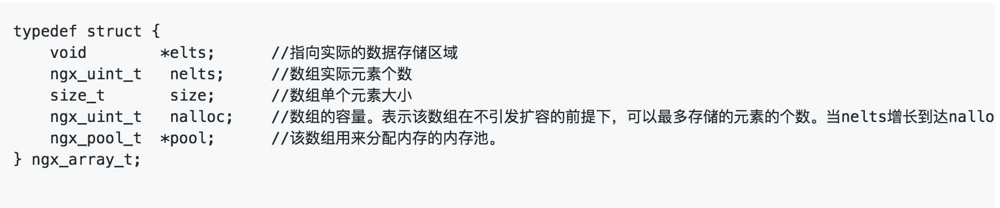 typedef struct {
    void        *elts;      //指向实际的数据存储区域
    ngx_uint_t   nelts;     //数组实际元素个数
    size_t       size;      //数组单个元素大小
    ngx_uint_t   nalloc;    //数组的容量。表示该数组在不引发扩容的前提下，可以最多存储的元素的个数。当nelts增长到达nallo
    ngx_pool_t  *pool;      //该数组用来分配内存的内存池。
} ngx_array_t;